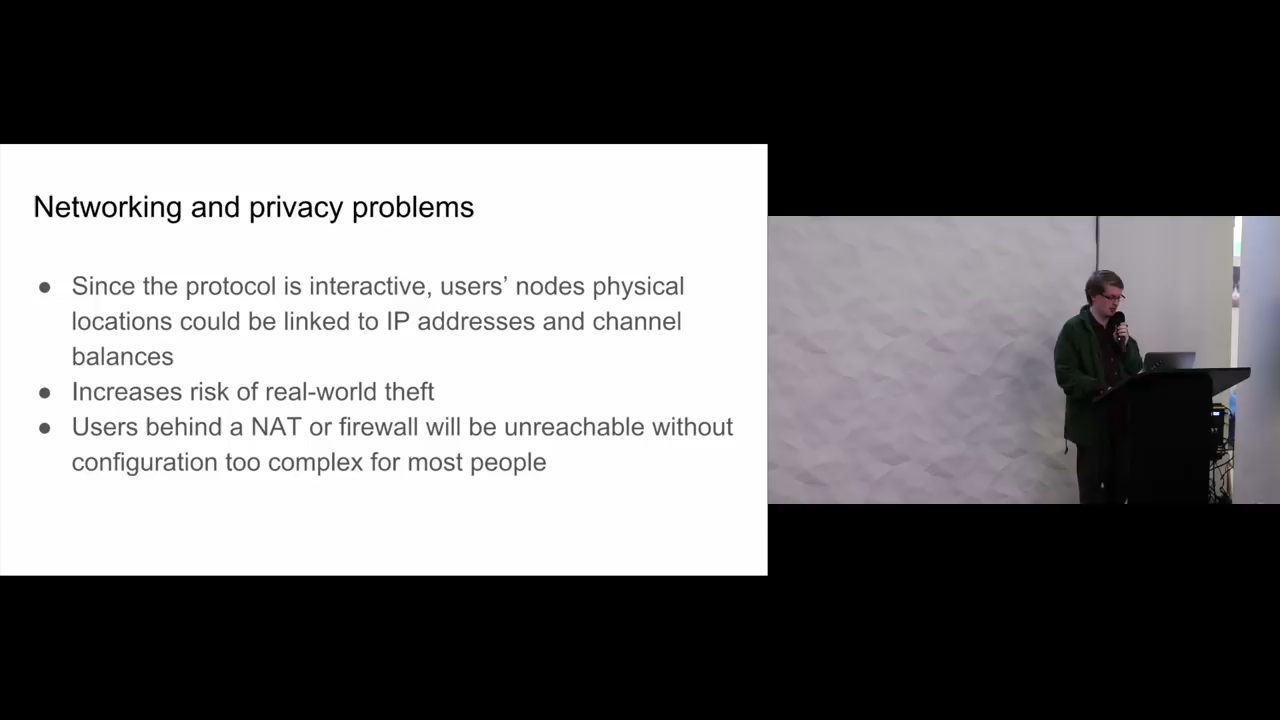 Networking and privacy problems
● Since the protocol is interactive, users’ nodes physical
locations could be linked to IP addresses and channel
balances
● Increases risk of real-world theft
● Users behind a NAT or firewall will be unreachable without
configuration too complex for most people